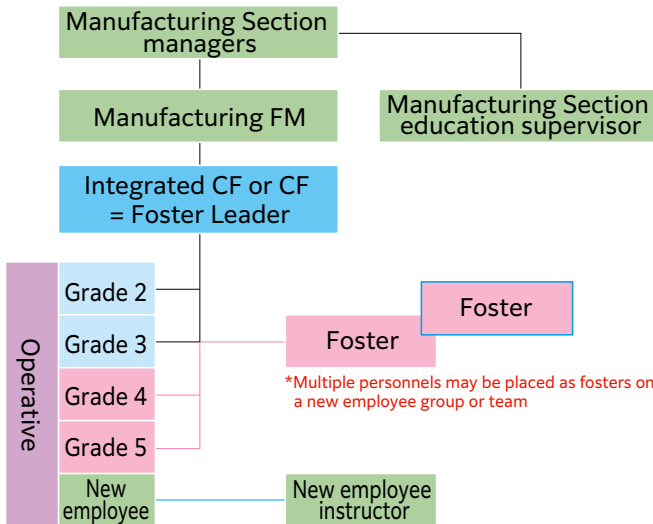 Manufacturing Section
managers
Manufacturing FM
Manufacturing Section
education supervisor
Integrated CF or CF
= Foster Leader
Operative
Grade 2
Grade 3
Grade 4
Grade 5
New
employee
Foster
Foster
*Multiple personnels may be placed as fosters on
a new employee group or team
New employee
instructor